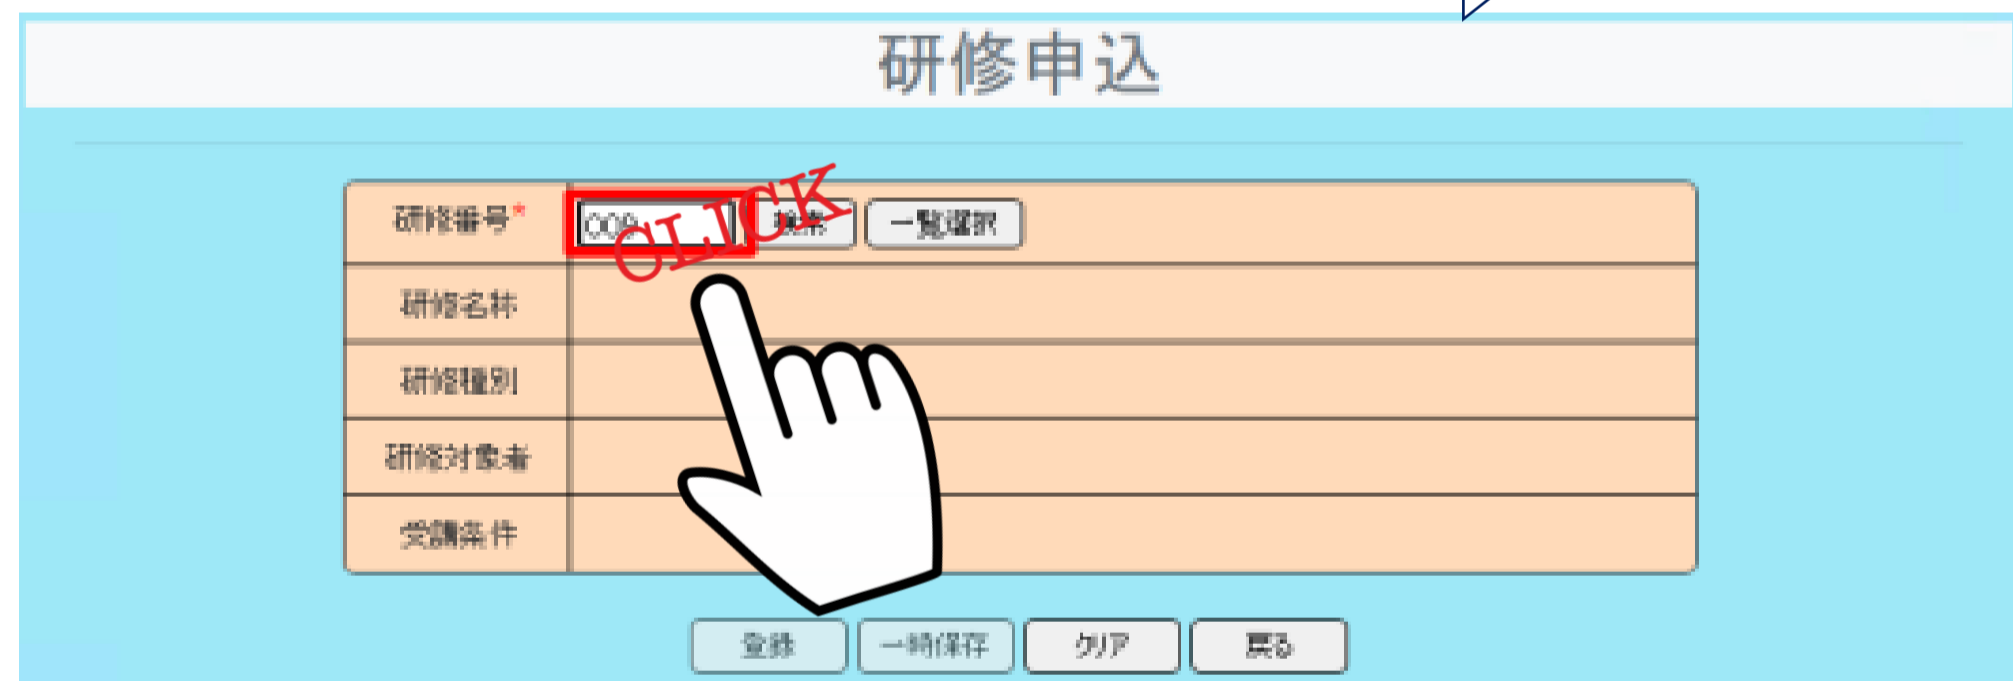 研修申込
研修番号* 009 検索 一覧選択
CLICK
研修名称
研修種別
研修対象者
受講条件
登録 一時保存 クリア 戻る